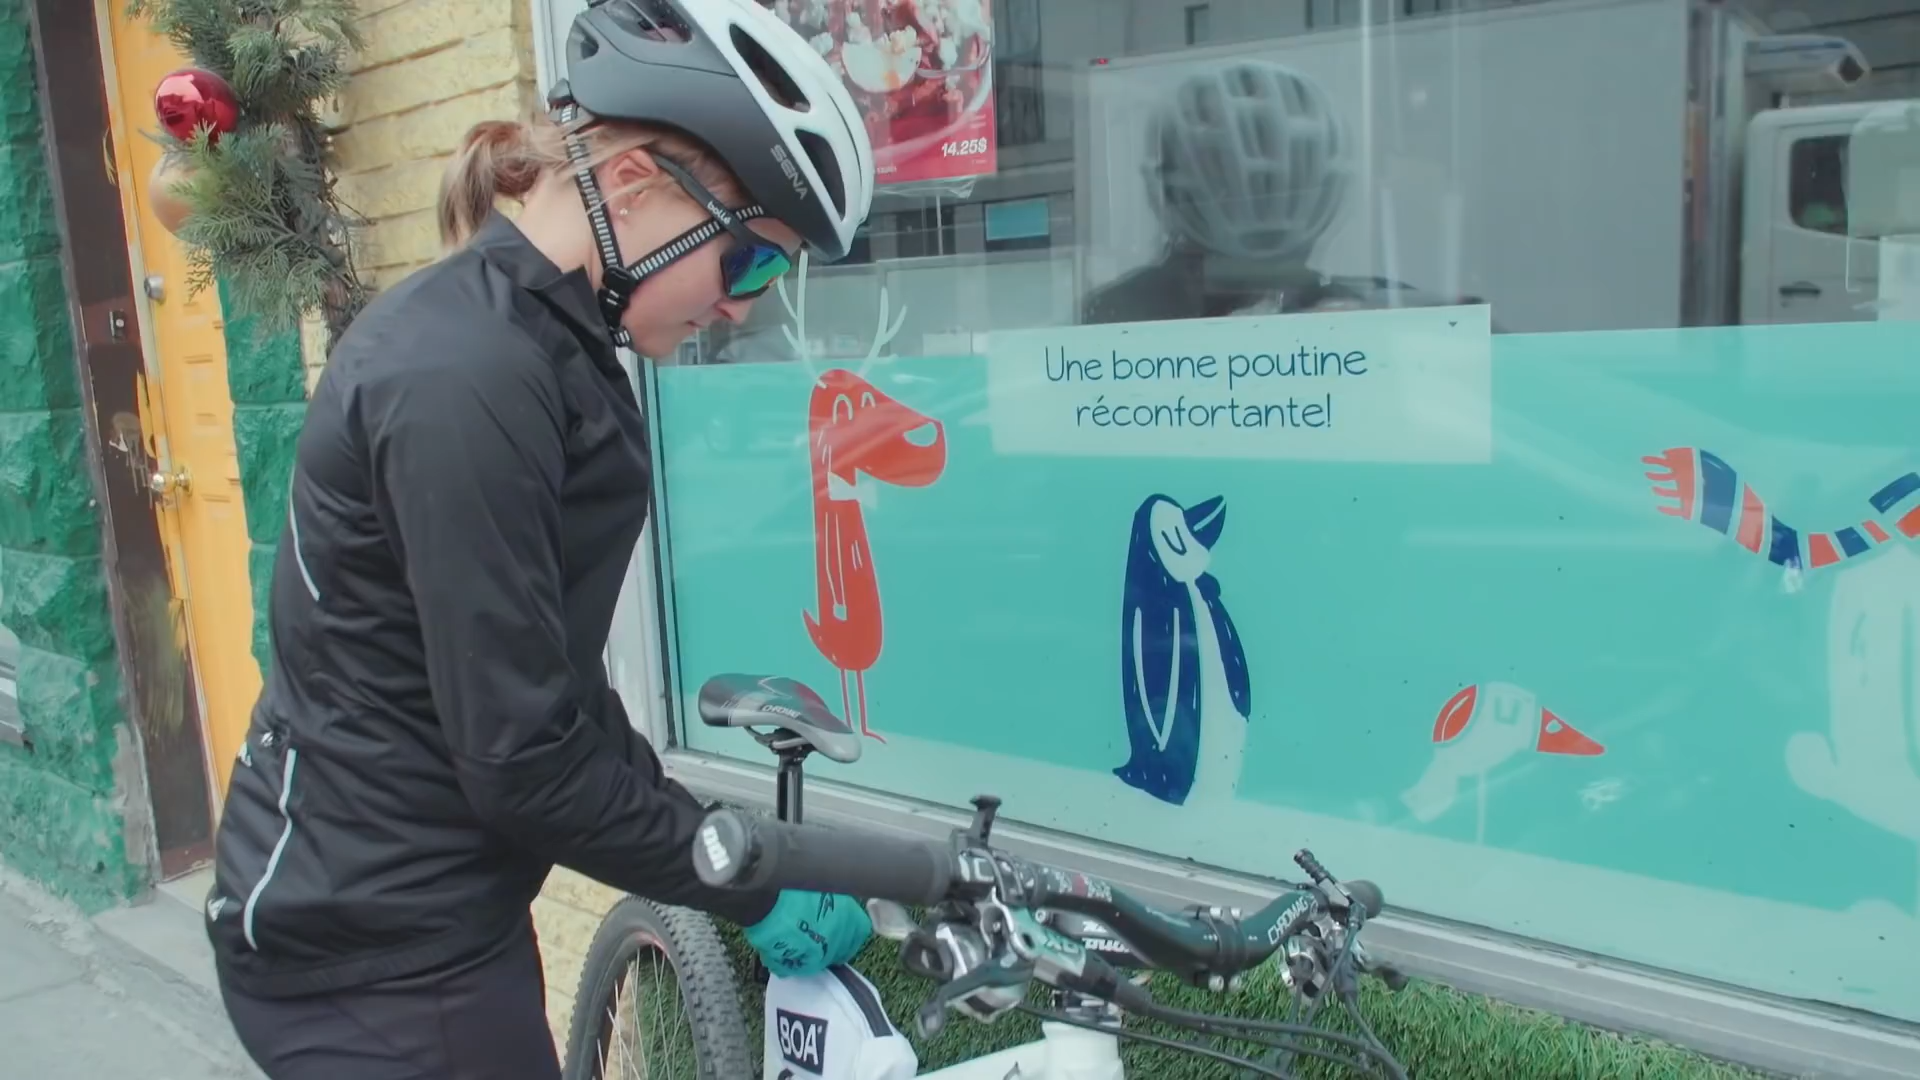 14.25$
SENA
bollé
Une bonne poutine
réconfortante!
CHROMAG
BOA